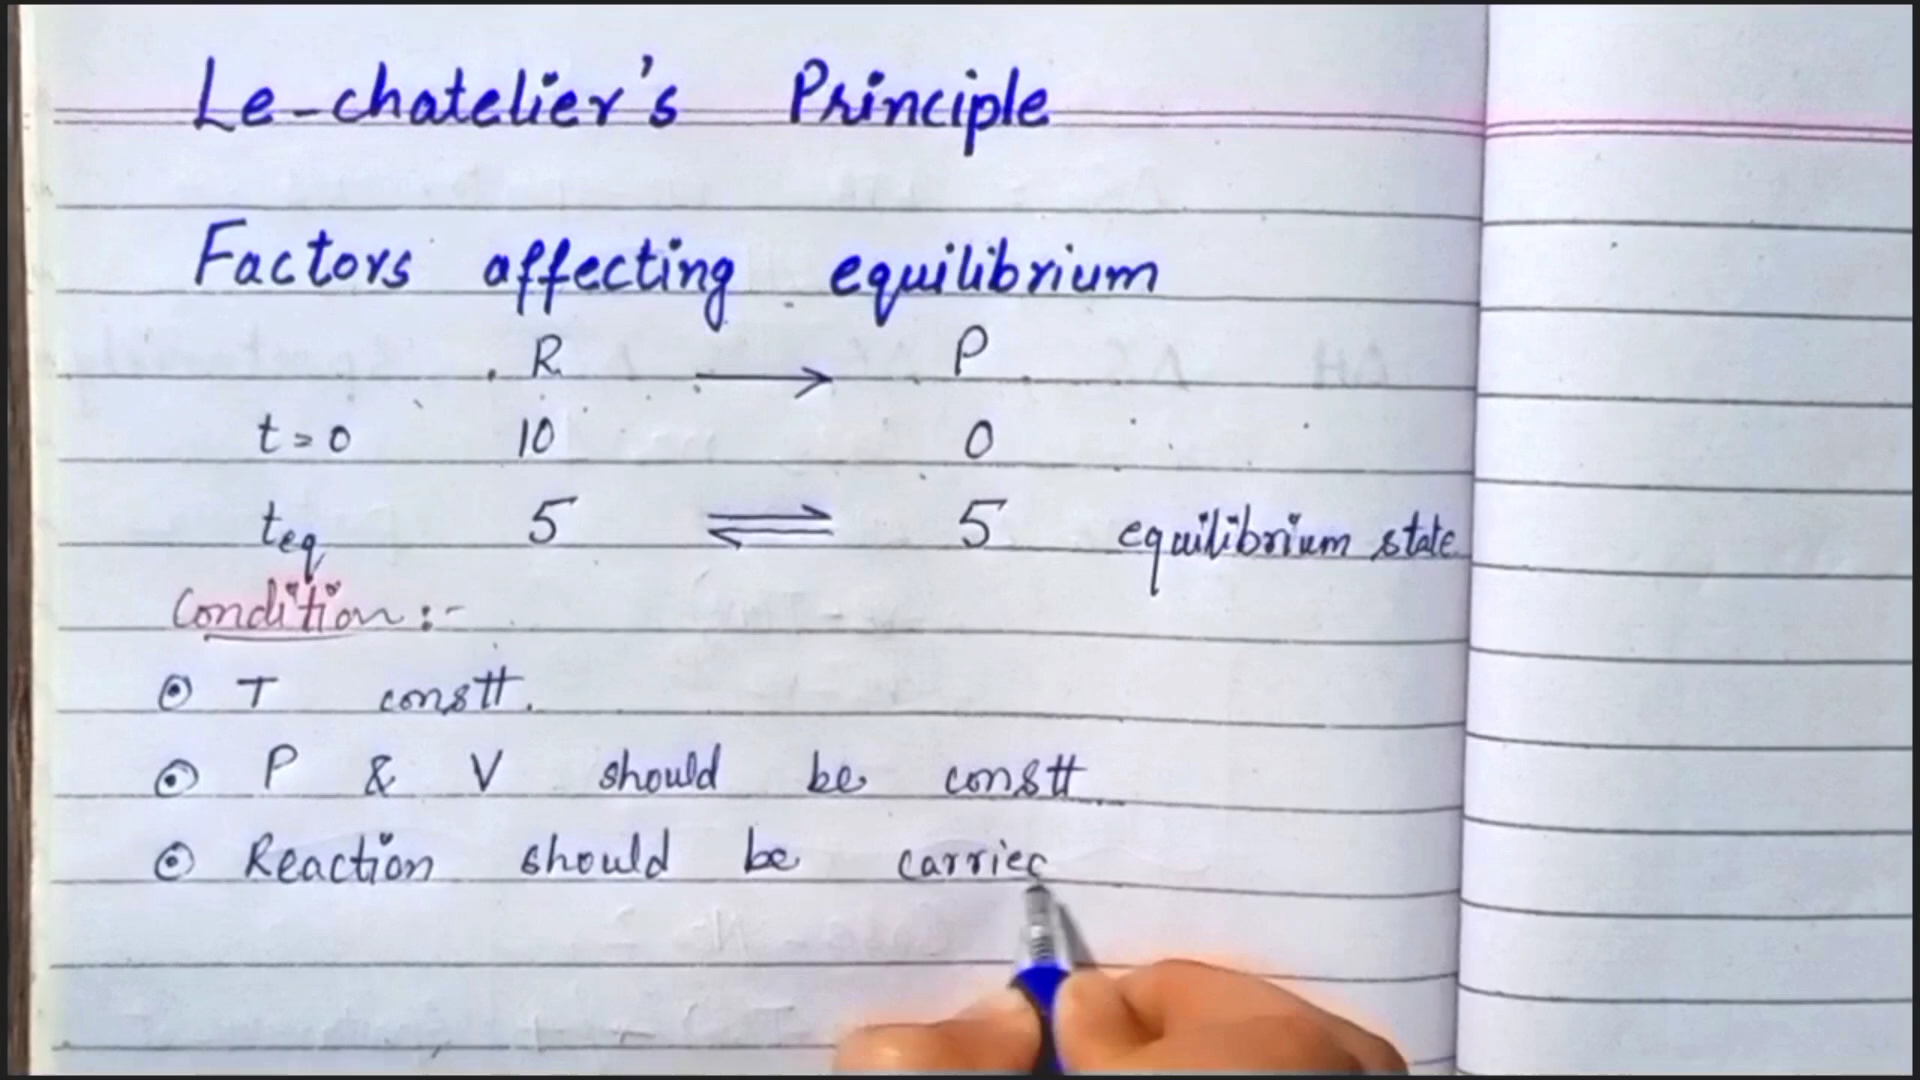 Le-chatelier's Principle
Factors affecting equilibrium
R → P
t=0 10 0
teq 5 ⇌ 5 equilibrium state
Condition:-
⊙ T constt.
⊙ P & V should be constt
⊙ Reaction should be carrie